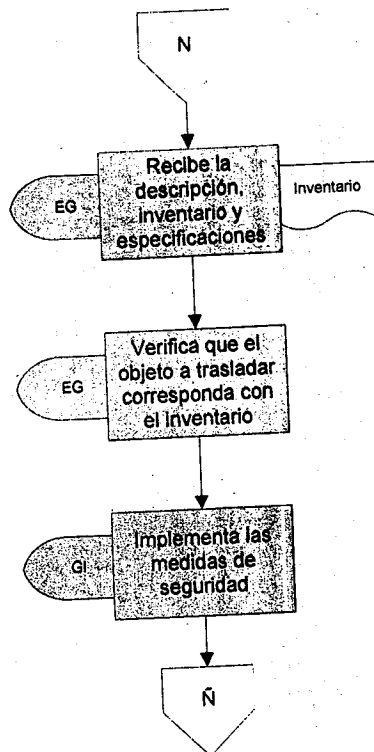 N
Recibe la
descripción,
inventario y
especificaciones
EG
Inventario
Verifica que el
objeto a trasladar
corresponda con
el inventario
EG
Implementa las
medidas de
seguridad
GI
Ñ